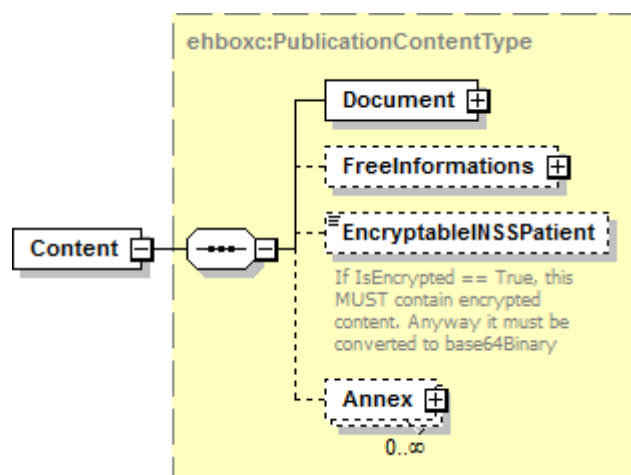 ehboxc:PublicationContentType
Document
FreeInformations
Content
EncryptableINSSPatient
If IsEncrypted == True, this
MUST contain encrypted
content. Anyway it must be
converted to base64Binary
Annex
0..∞